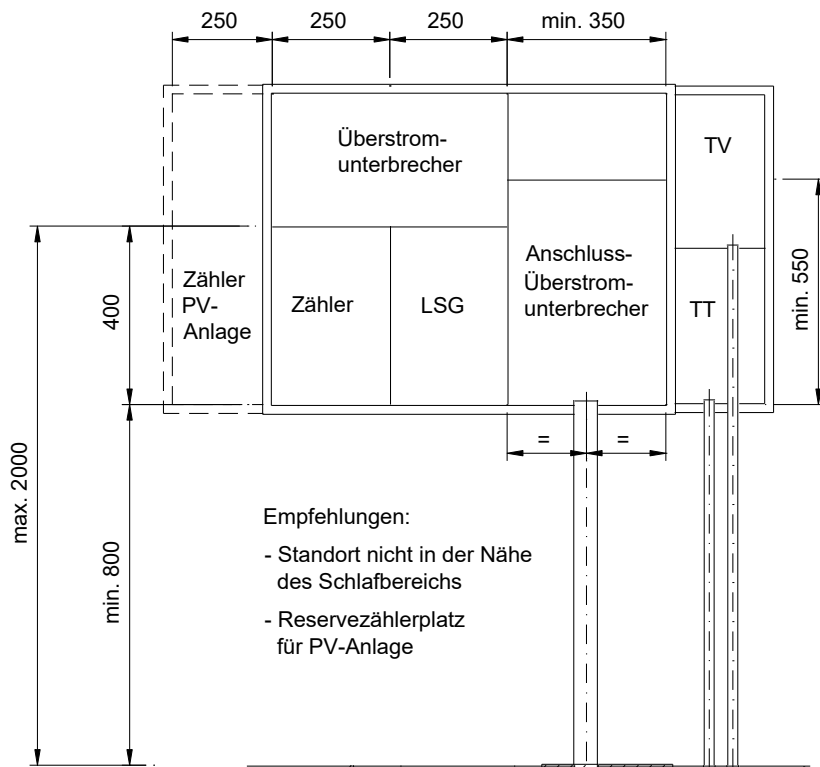 250
250
250
min. 350
Überstrom-
unterbrecher
TV
Anschluss-
Überstrom-
unterbrecher
Zähler
PV-
Anlage
Zähler
LSG
TT
400
min. 550
max. 2000
min. 800
=
=
Empfehlungen:
- Standort nicht in der Nähe
des Schlafbereichs
- Reservezählerplatz
für PV-Anlage